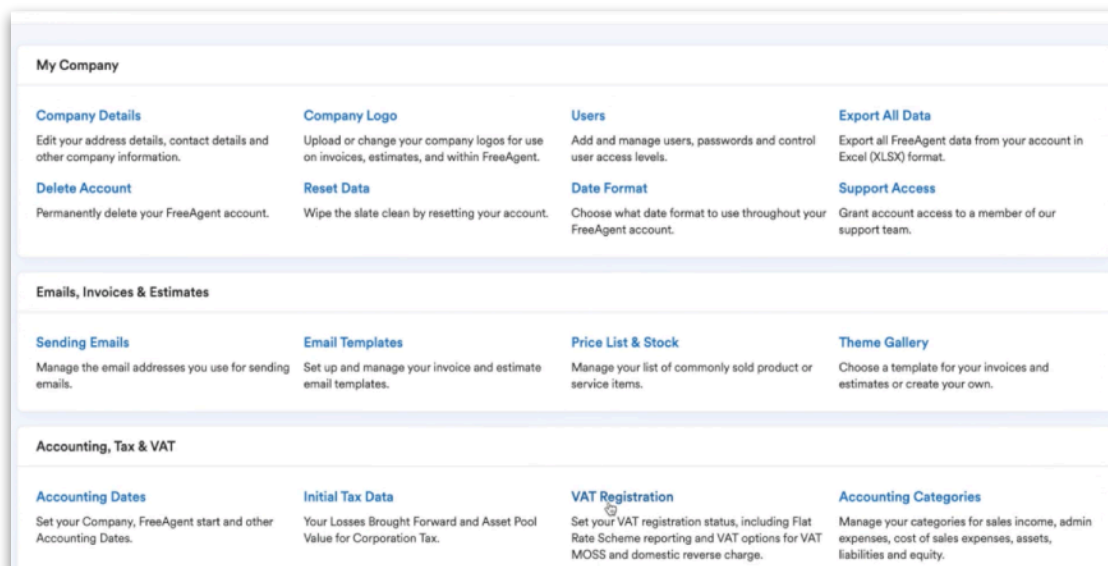 My Company
Company Details
Edit your address details, contact details and
other company information.
Company Logo
Upload or change your company logos for use
on invoices, estimates, and within FreeAgent.
Users
Add and manage users, passwords and control
user access levels.
Export All Data
Export all FreeAgent data from your account in
Excel (XLSX) format.
Delete Account
Permanently delete your FreeAgent account.
Reset Data
Wipe the slate clean by resetting your account.
Date Format
Choose what date format to use throughout your
FreeAgent account.
Support Access
Grant account access to a member of our
support team.
Emails, Invoices & Estimates
Sending Emails
Manage the email addresses you use for sending
emails.
Email Templates
Set up and manage your invoice and estimate
email templates.
Price List & Stock
Manage your list of commonly sold product or
service items.
Theme Gallery
Choose a template for your invoices and
estimates or create your own.
Accounting, Tax & VAT
Accounting Dates
Set your Company, FreeAgent start and other
Accounting Dates.
Initial Tax Data
Your Losses Brought Forward and Asset Pool
Value for Corporation Tax.
VAT Registration
Set your VAT registration status, including Flat
Rate Scheme reporting and VAT options for VAT
MOSS and domestic reverse charge.
Accounting Categories
Manage your categories for sales income, admin
expenses, cost of sales expenses, assets,
liabilities and equity.